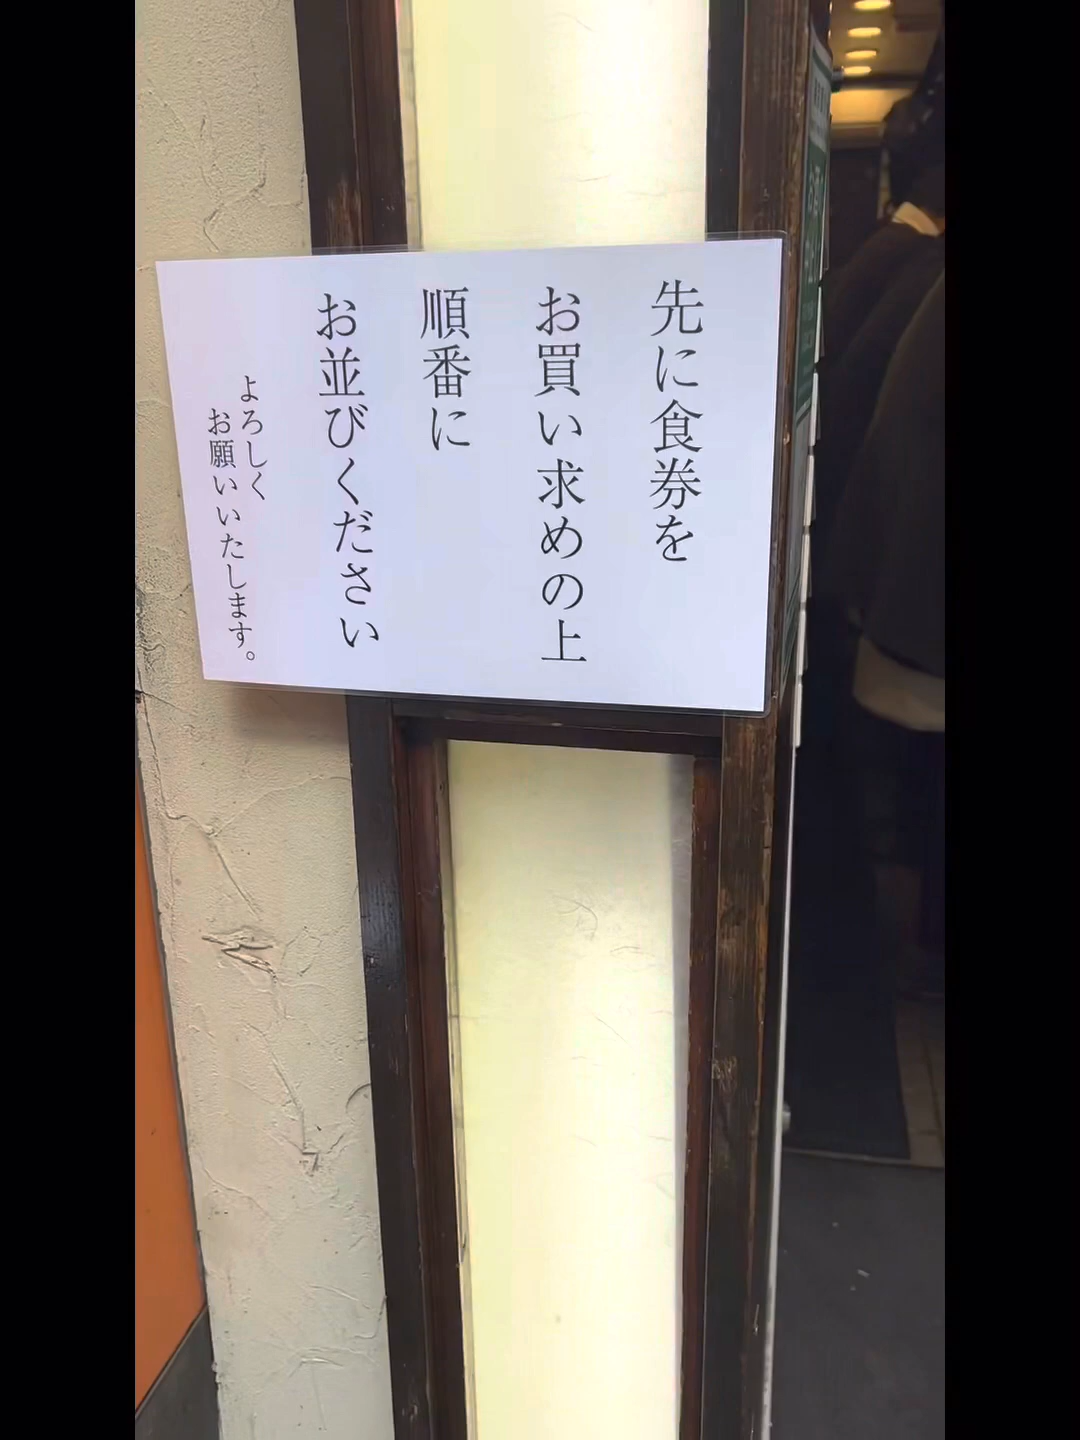 先に食券を
お買い求めの上
順番に
お並びください
よろしく
お願いいたします。